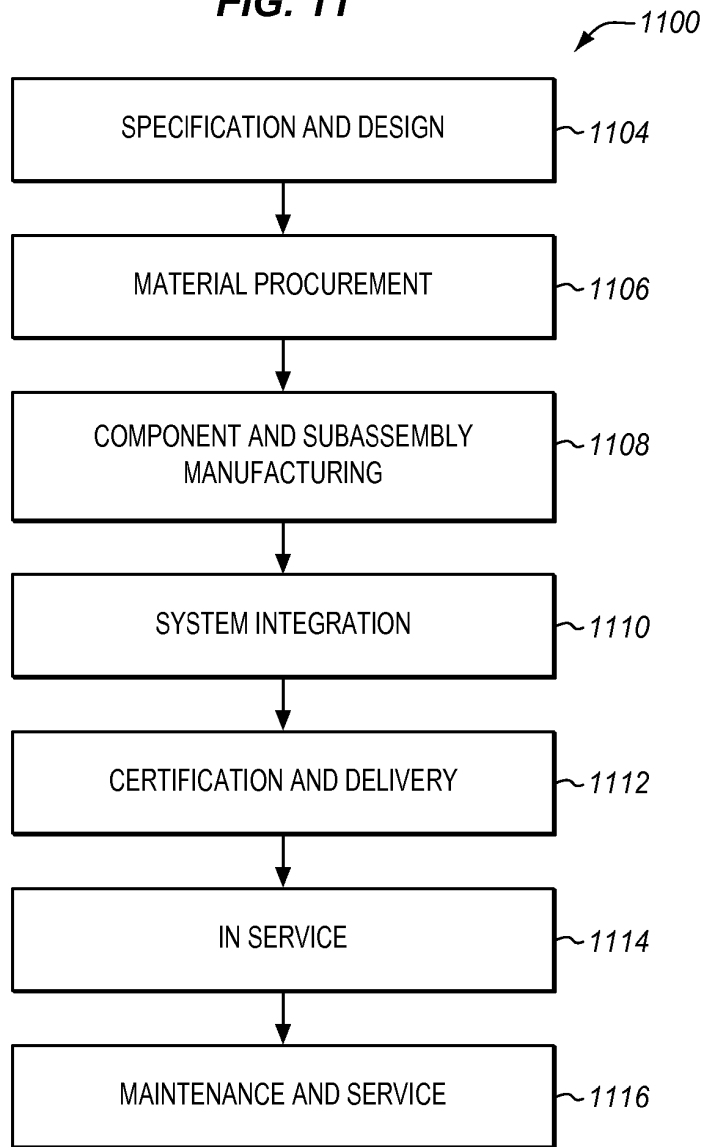 FIG. 11
1100
SPECIFICATION AND DESIGN
1104
MATERIAL PROCUREMENT
1106
COMPONENT AND SUBASSEMBLY
MANUFACTURING
1108
SYSTEM INTEGRATION
1110
CERTIFICATION AND DELIVERY
1112
IN SERVICE
1114
MAINTENANCE AND SERVICE
1116